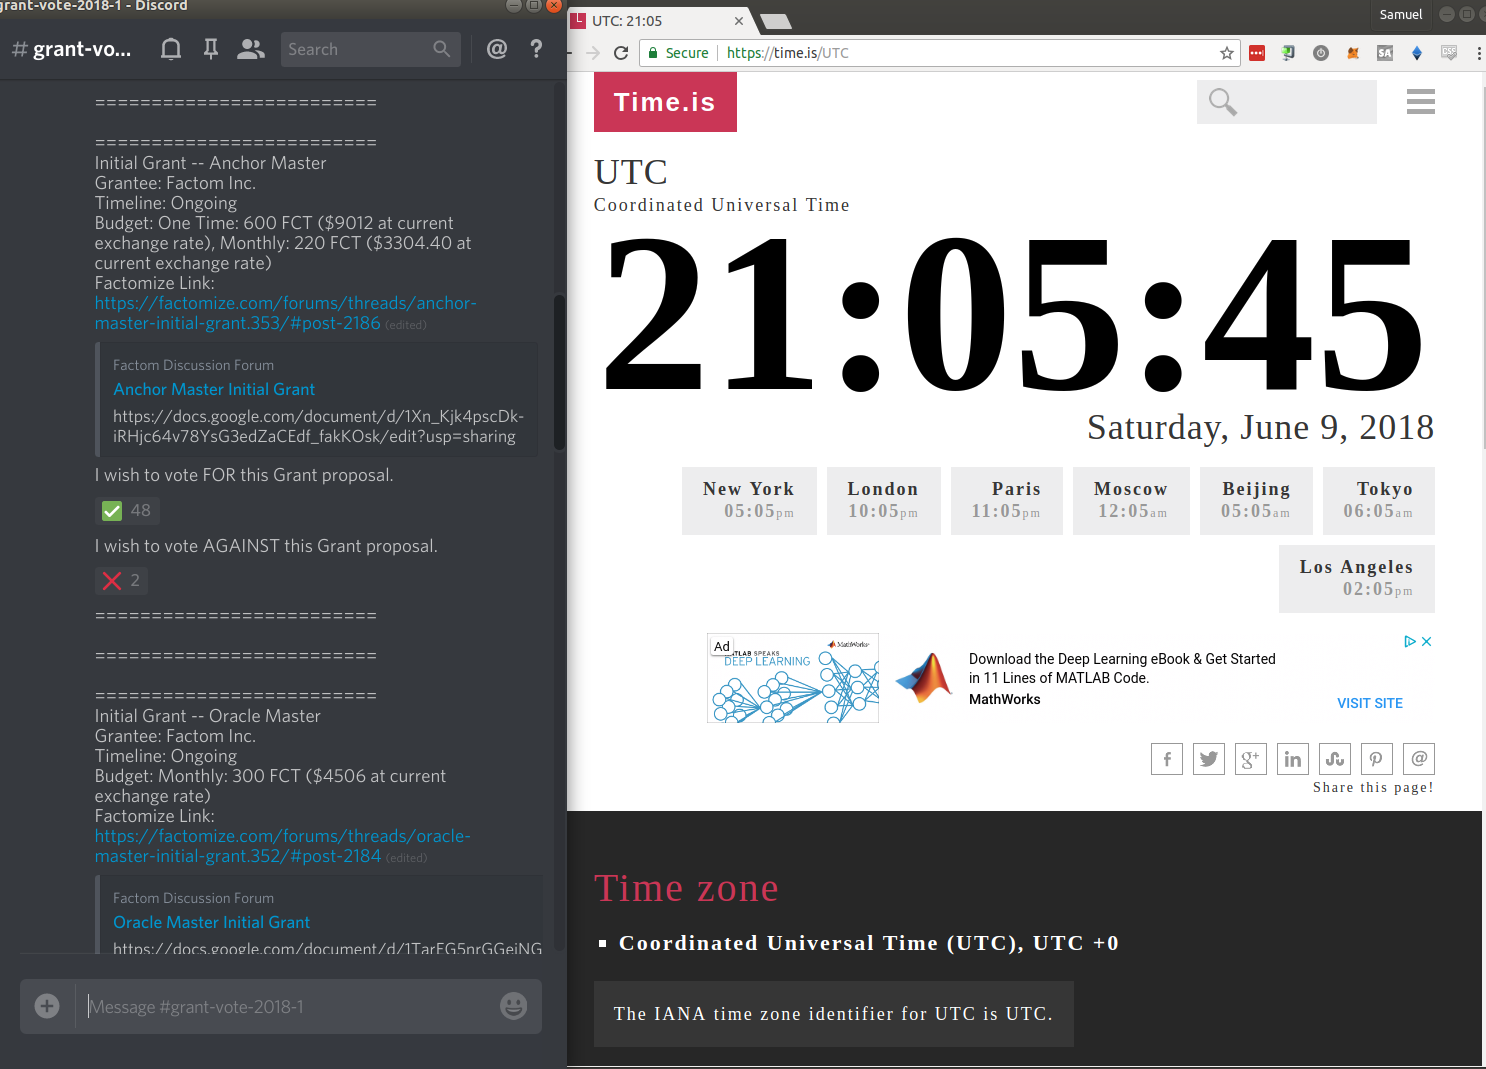 grant-vote-2018-1 - Discord
# grant-vo...
Search
@
?
=========================
=========================
Initial Grant -- Anchor Master
Grantee: Factom Inc.
Timeline: Ongoing
Budget: One Time: 600 FCT ($9012 at current
exchange rate), Monthly: 220 FCT ($3304.40 at
current exchange rate)
Factomize Link:
https://factomize.com/forums/threads/anchor-
master-initial-grant.353/#post-2186 (edited)
Factom Discussion Forum
Anchor Master Initial Grant
https://docs.google.com/document/d/1Xn_Kjk4pscDk-
iRHjc64v78YsG3edZaCEdf_fakKOsk/edit?usp=sharing
I wish to vote FOR this Grant proposal.
48
I wish to vote AGAINST this Grant proposal.
2
=========================
=========================
=========================
Initial Grant -- Oracle Master
Grantee: Factom Inc.
Timeline: Ongoing
Budget: Monthly: 300 FCT ($4506 at current
exchange rate)
Factomize Link:
https://factomize.com/forums/threads/oracle-
master-initial-grant.352/#post-2184 (edited)
Factom Discussion Forum
Oracle Master Initial Grant
https://docs.google.com/document/d/1TarFG5nrGGeiNG
Message #grant-vote-2018-1
UTC: 21:05
Samuel
Secure
https://time.is/UTC
SA
CSS
Time.is
UTC
Coordinated Universal Time
21:05:45
Saturday, June 9, 2018
New York
05:05pm
London
10:05pm
Paris
11:05pm
Moscow
12:05am
Beijing
05:05am
Tokyo
06:05am
Los Angeles
02:05pm
Ad
MathWorks
MATLAB SPEAKS
DEEP LEARNING
Download the Deep Learning eBook & Get Started
in 11 Lines of MATLAB Code.
MathWorks
VISIT SITE
Share this page!
Time zone
Coordinated Universal Time (UTC), UTC +0
The IANA time zone identifier for UTC is UTC.